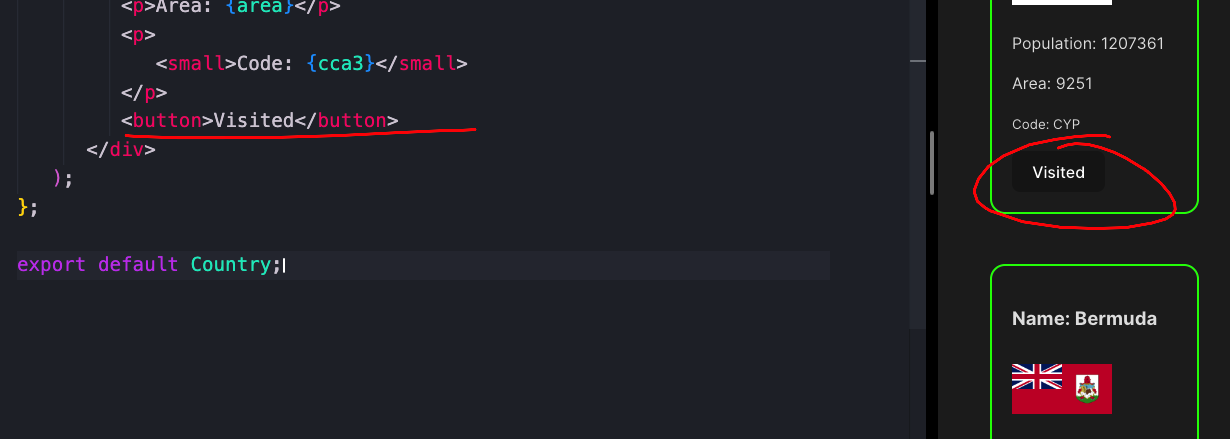 <p>Area: {area}</p>
<p>
<small>Code: {cca3}</small>
</p>
<button>Visited</button>
</div>
);
};
export default Country;
Population: 1207361
Area: 9251
Code: CYP
Visited
Name: Bermuda